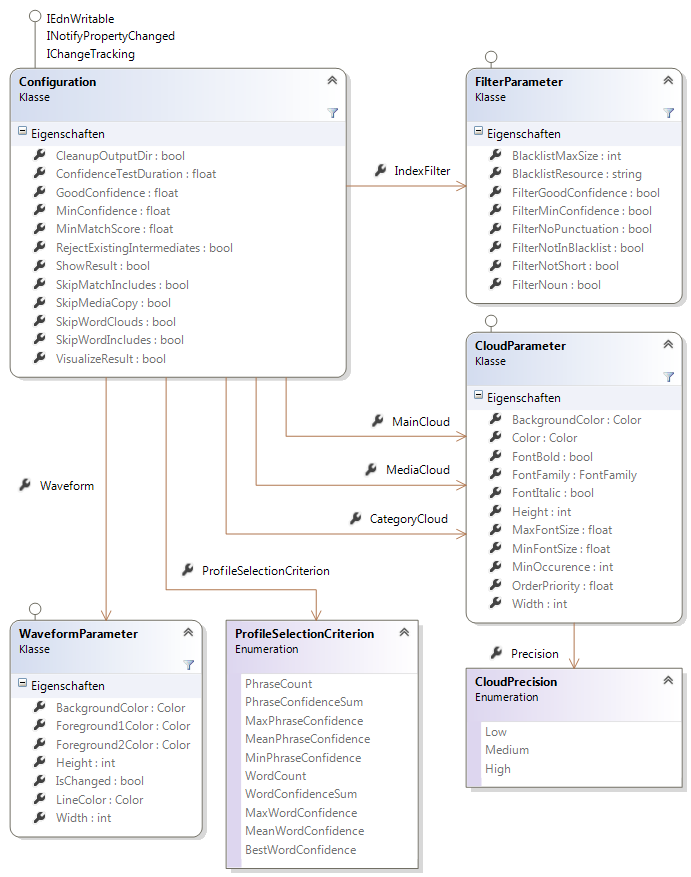 IEdnWritable
INotifyPropertyChanged
IChangeTracking
Configuration
Klasse
Eigenschaften
CleanupOutputDir : bool
ConfidenceTestDuration : float
GoodConfidence : float
MinConfidence : float
MinMatchScore : float
RejectExistingIntermediates : bool
ShowResult : bool
SkipMatchIncludes : bool
SkipMediaCopy : bool
SkipWordClouds : bool
SkipWordIncludes : bool
VisualizeResult : bool
IndexFilter
FilterParameter
Klasse
Eigenschaften
BlacklistMaxSize : int
BlacklistResource : string
FilterGoodConfidence : bool
FilterMinConfidence : bool
FilterNoPunctuation : bool
FilterNotInBlacklist : bool
FilterNotShort : bool
FilterNoun : bool
MainCloud
MediaCloud
CategoryCloud
CloudParameter
Klasse
Eigenschaften
BackgroundColor : Color
Color : Color
FontBold : bool
FontFamily : FontFamily
FontItalic : bool
Height : int
MaxFontSize : float
MinFontSize : float
MinOccurence : int
OrderPriority : float
Width : int
Waveform
ProfileSelectionCriterion
WaveformParameter
Klasse
Eigenschaften
BackgroundColor : Color
Foreground1Color : Color
Foreground2Color : Color
Height : int
IsChanged : bool
LineColor : Color
Width : int
ProfileSelectionCriterion
Enumeration
PhraseCount
PhraseConfidenceSum
MaxPhraseConfidence
MeanPhraseConfidence
MinPhraseConfidence
WordCount
WordConfidenceSum
MaxWordConfidence
MeanWordConfidence
BestWordConfidence
Precision
CloudPrecision
Enumeration
Low
Medium
High